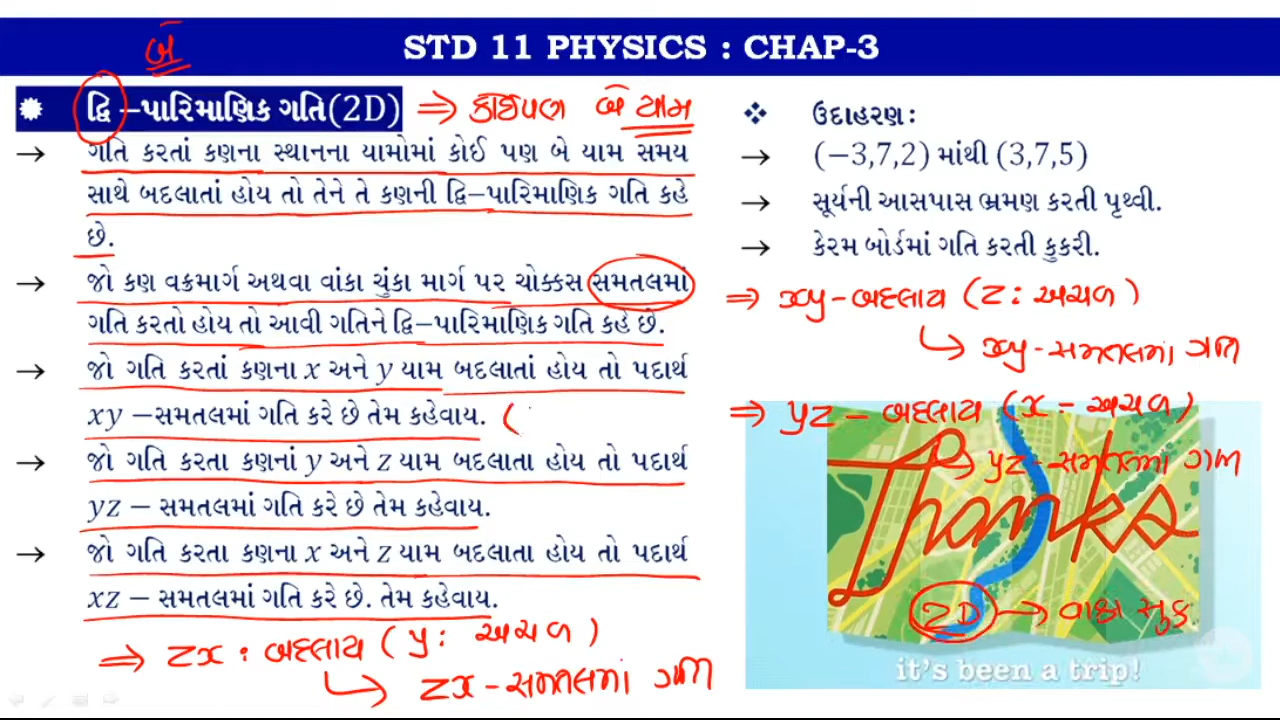 STD 11 PHYSICS : CHAP-3
બે
દ્વિ–પારિમાણિક ગતિ(2D) ⇒ કોઈપણ બે યામ
→ ગતિ કરતાં કણના સ્થાનના યામોમાં કોઈ પણ બે યામ સમય
સાથે બદલાતાં હોય તો તેને તે કણની દ્વિ–પારિમાણિક ગતિ કહે
છે.
→ જો કણ વક્રમાર્ગ અથવા વાંકા ચુંકા માર્ગ પર ચોક્કસ સમતલમાં
ગતિ કરતો હોય તો આવી ગતિને દ્વિ–પારિમાણિક ગતિ કહે છે.
→ જો ગતિ કરતાં કણના x અને y યામ બદલાતાં હોય તો પદાર્થ
xy –સમતલમાં ગતિ કરે છે તેમ કહેવાય. (
→ જો ગતિ કરતા કણનાં y અને z યામ બદલાતા હોય તો પદાર્થ
yz – સમતલમાં ગતિ કરે છે તેમ કહેવાય.
→ જો ગતિ કરતા કણના x અને z યામ બદલાતા હોય તો પદાર્થ
xz – સમતલમાં ગતિ કરે છે. તેમ કહેવાય.
⇒ zx : બદલાય ( y : અચળ )
↳ zx - સમતલમાં ગતિ
❖ ઉદાહરણ :
→ (−3,7,2) માંથી (3,7,5)
→ સૂર્યની આસપાસ ભ્રમણ કરતી પૃથ્વી.
→ કેરમ બોર્ડમાં ગતિ કરતી કુકરી.
⇒ xy - બદલાય ( z : અચળ )
↳ xy - સમતલમાં ગતિ
⇒ yz – બદલાય ( x = અચળ )
↳ yz - સમતલમાં ગતિ
Thanks
2D → વાંકા
it's been a trip!